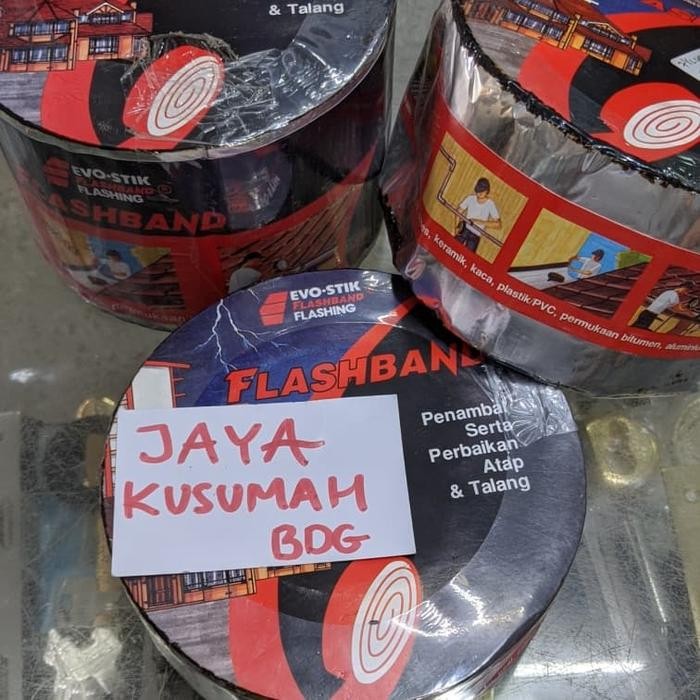 & Talang
EVO-STIK
FLASHBAND
FLASHING
FLASHBAND
keramik, kaca, plastik/PVC, permukaan bitumen,
EVO-STIK
FLASHBAND
FLASHING
FLASHBAND
Penambal
Serta
Perbaikan
Atap
& Talang
JAYA
KUSUMAH
BDG